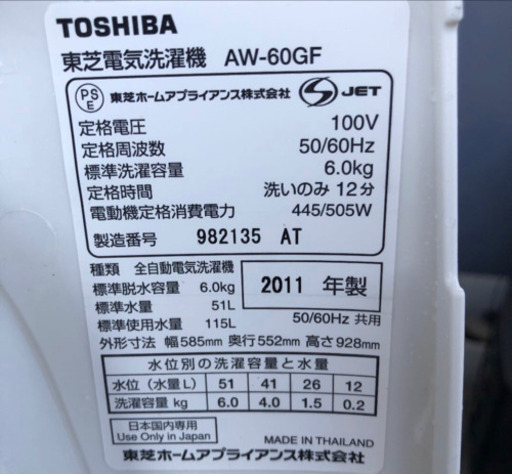 TOSHIBA
東芝電気洗濯機 AW-60GF
PS E 東芝ホームアプライアンス株式会社 S JET
定格電圧 100V
定格周波数 50/60Hz
標準洗濯容量 6.0kg
定格時間 洗いのみ 12分
電動機定格消費電力 445/505W
製造番号 982135 AT
種類 全自動電気洗濯機
標準脱水容量 6.0kg 2011 年製
標準水量 51L
標準使用水量 115L 50/60Hz 共用
外形寸法 幅585mm 奥行552mm 高さ928mm
水位別の洗濯容量と水量
水位（水量L） 51 41 26 12
洗濯容量 kg 6.0 4.0 1.5 0.2
日本国内専用
Use Only in Japan MADE IN THAILAND
東芝ホームアプライアンス株式会社